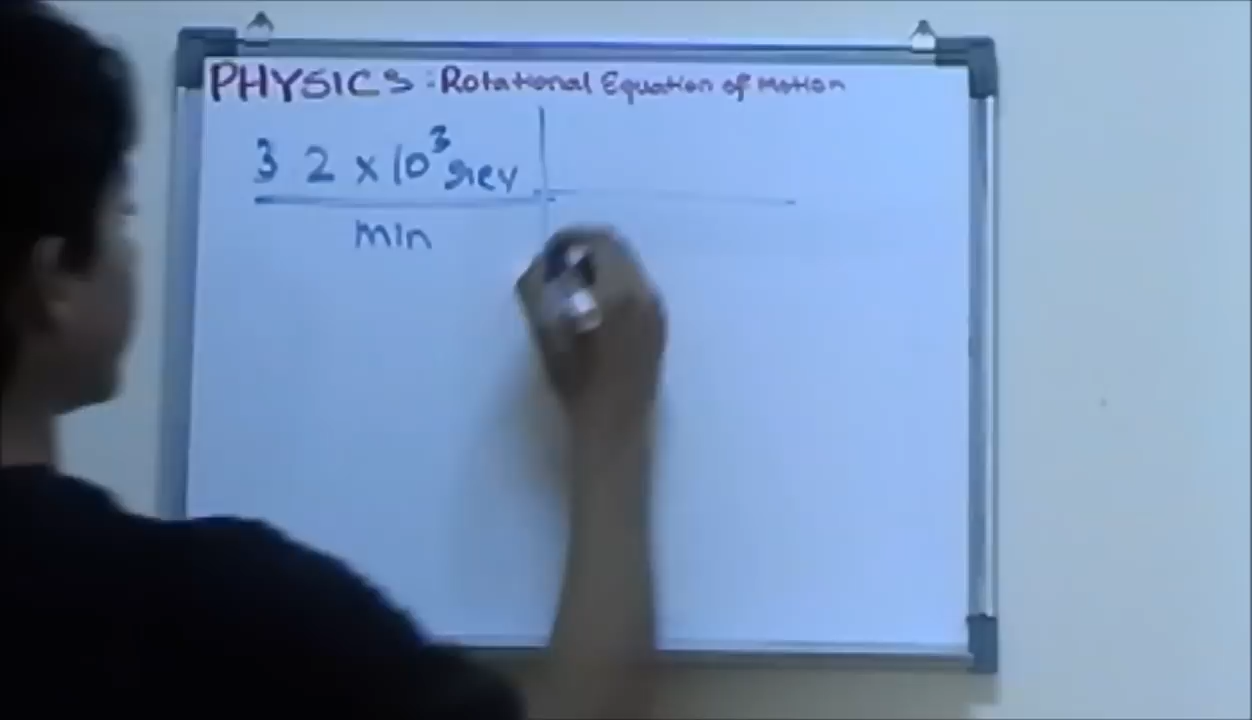 PHYSICS : Rotational Equation of Motion
3 2 x 10³ rev
min